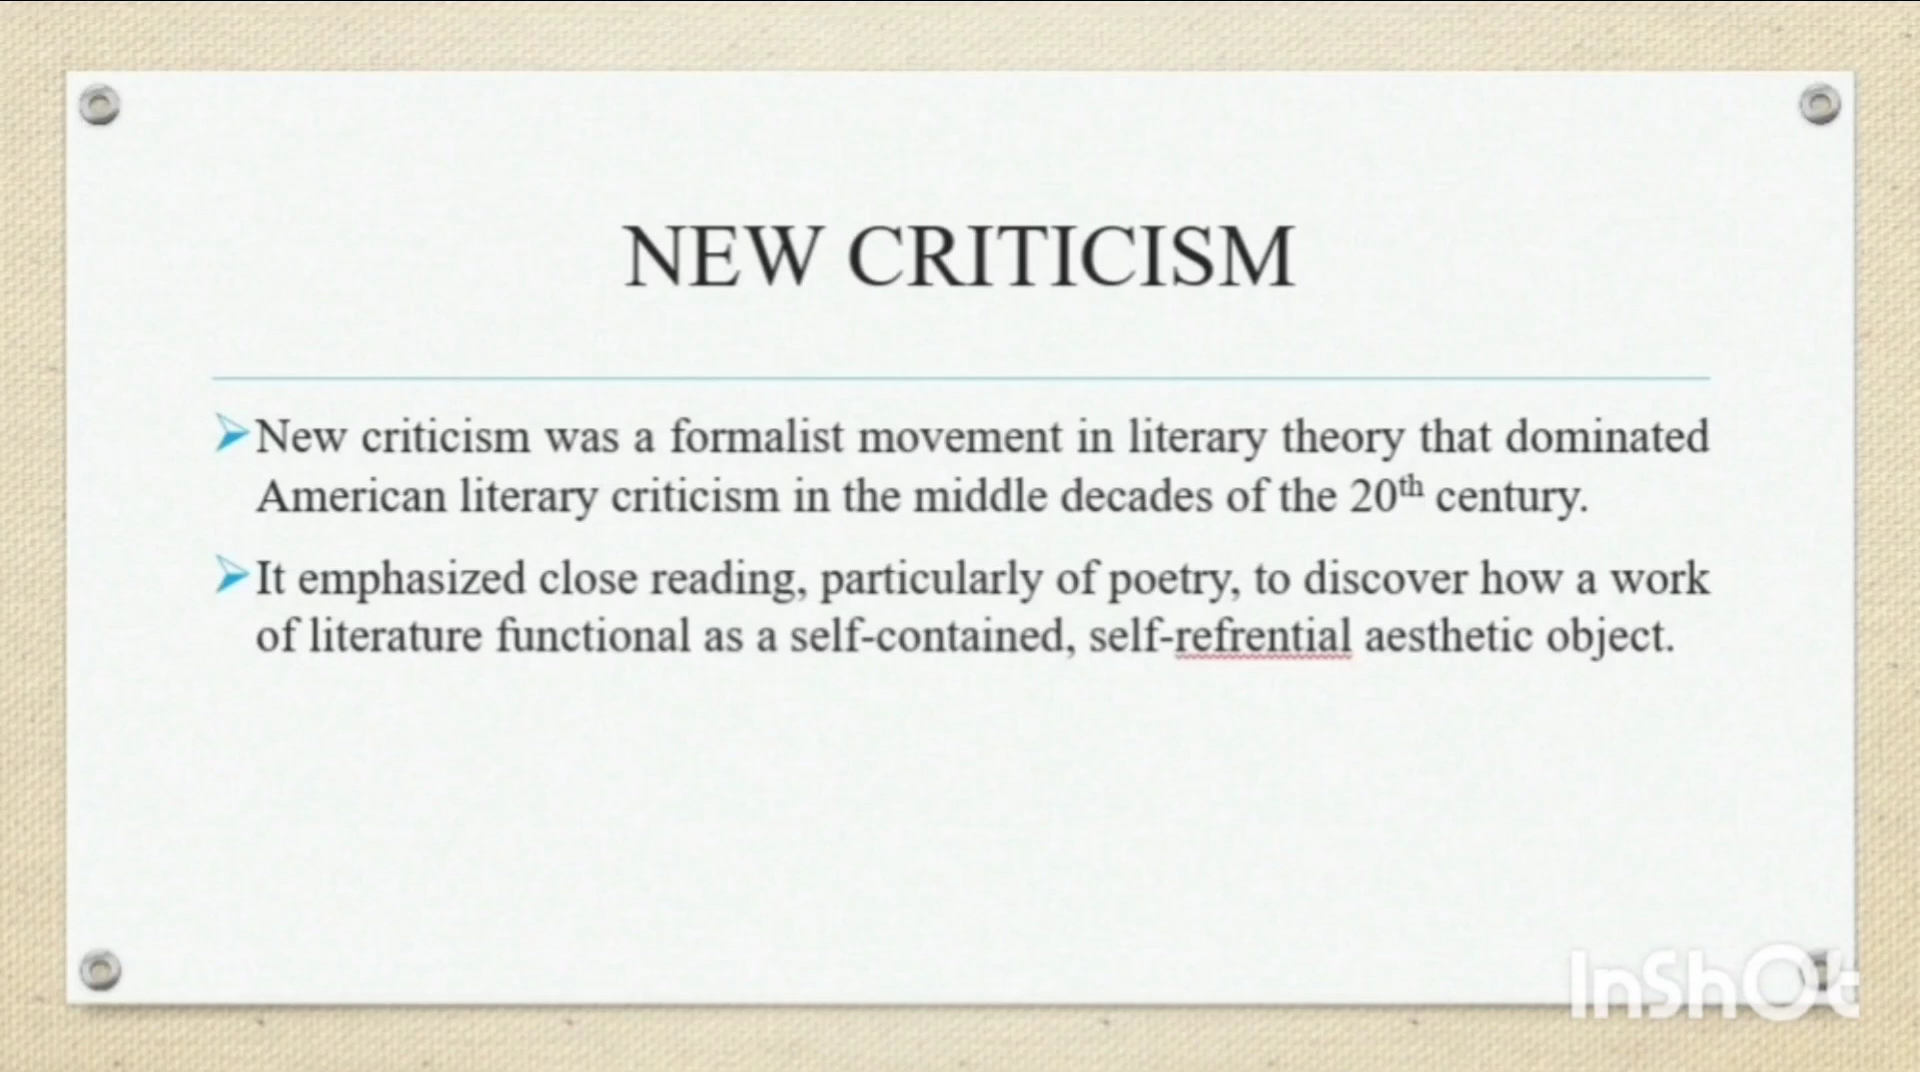 NEW CRITICISM
➢New criticism was a formalist movement in literary theory that dominated
American literary criticism in the middle decades of the 20th century.
➢It emphasized close reading, particularly of poetry, to discover how a work
of literature functional as a self-contained, self-refrential aesthetic object.
InShOt